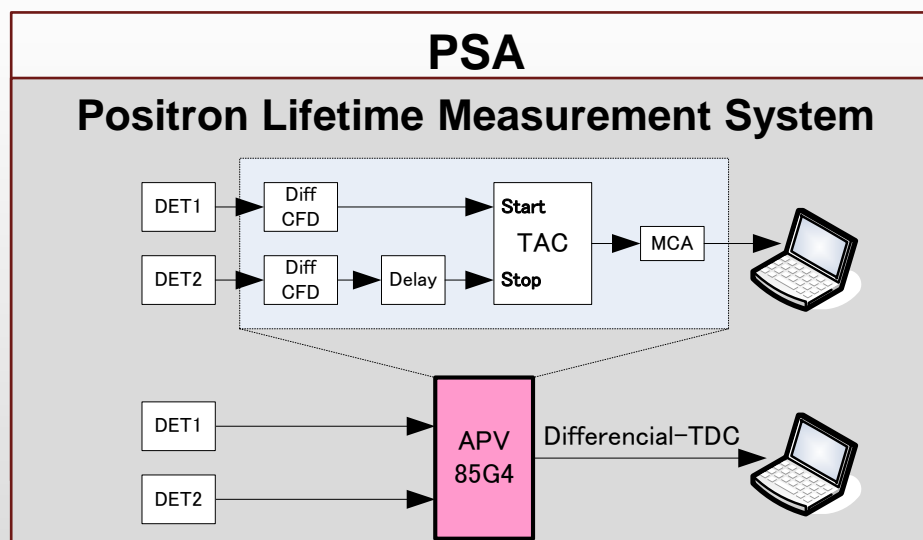 PSA
Positron Lifetime Measurement System
DET1
Diff
CFD
Start
TAC
MCA
DET2
Diff
CFD
Delay
Stop
DET1
APV
85G4
Differencial-TDC
DET2